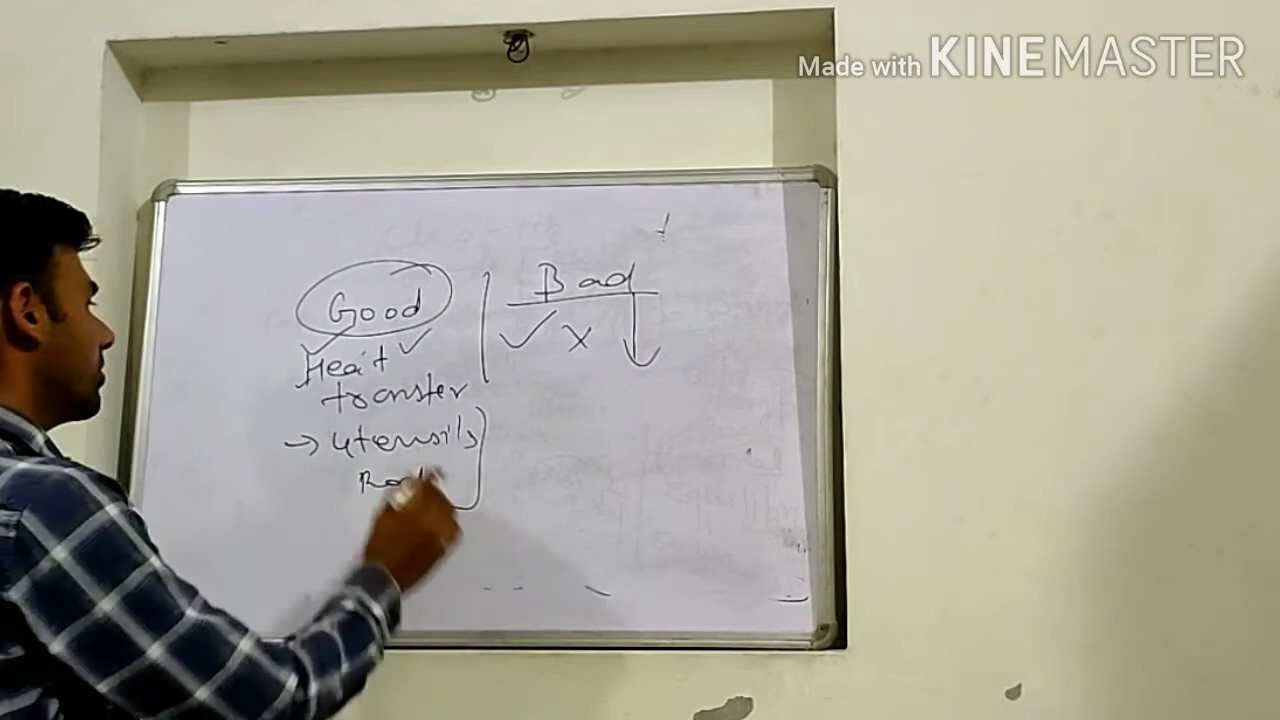 Made with KINEMASTER
Good
Bad
Heat
transfer
→ utensils